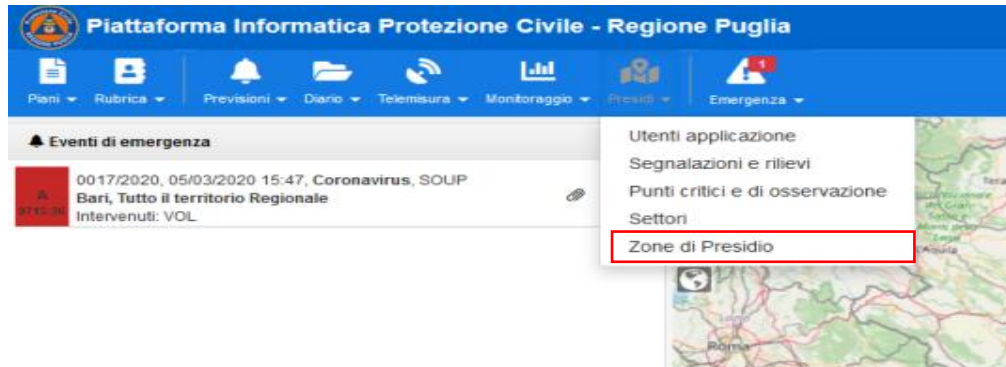 Piattaforma Informatica Protezione Civile - Regione Puglia
Piani
Rubrica
Previsioni
Diario
Telemisura
Monitoraggio
Presidi
1
Emergenza
Eventi di emergenza
A
0017/2020, 05/03/2020 15:47, Coronavirus, SOUP
Bari, Tutto il territorio Regionale
Intervenuti: VOL
Utenti applicazione
Segnalazioni e rilievi
Punti critici e di osservazione
Settori
Zone di Presidio
L'Aquila
Roma